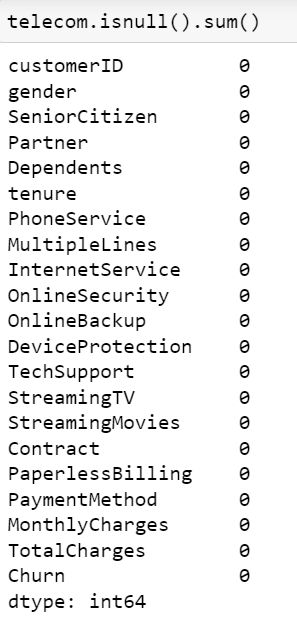 telecom.isnull().sum()
customerID 0
gender 0
SeniorCitizen 0
Partner 0
Dependents 0
tenure 0
PhoneService 0
MultipleLines 0
InternetService 0
OnlineSecurity 0
OnlineBackup 0
DeviceProtection 0
TechSupport 0
StreamingTV 0
StreamingMovies 0
Contract 0
PaperlessBilling 0
PaymentMethod 0
MonthlyCharges 0
TotalCharges 0
Churn 0
dtype: int64